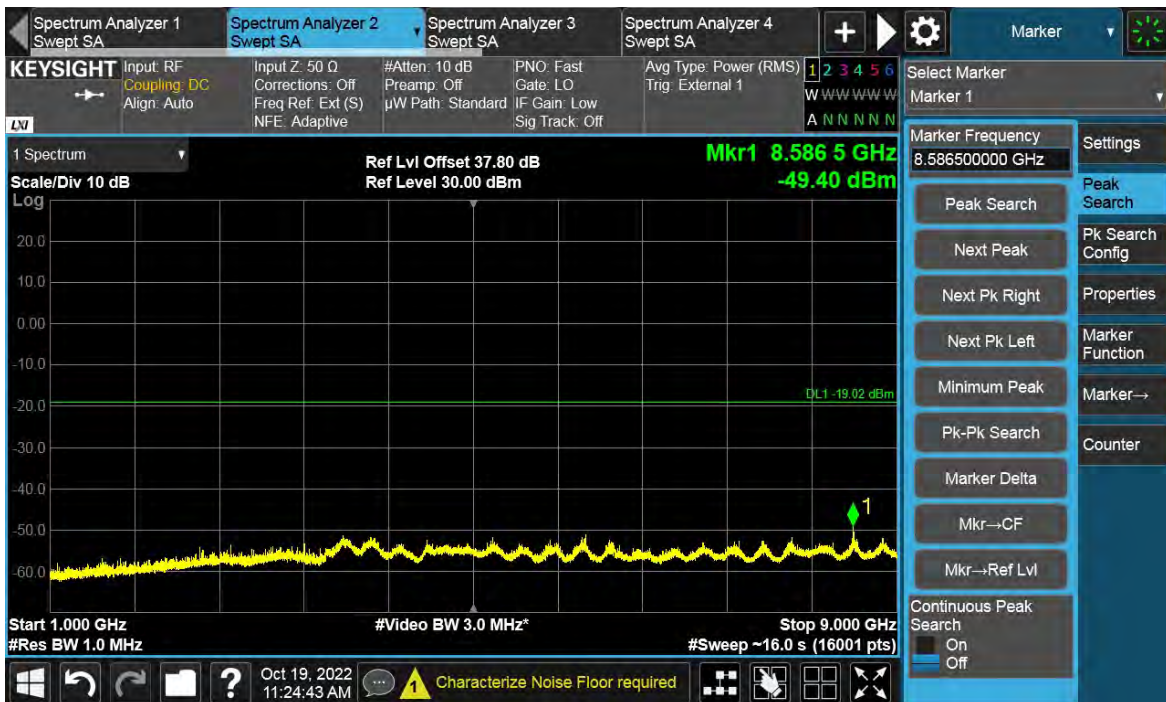 Spectrum Analyzer 1
Swept SA
Spectrum Analyzer 2
Swept SA
Spectrum Analyzer 3
Swept SA
Spectrum Analyzer 4
Swept SA
Marker
KEYSIGHT
LXI
Input: RF
Coupling: DC
Align: Auto
Input Z: 50 Ω
Corrections: Off
Freq Ref: Ext (S)
NFE: Adaptive
#Atten: 10 dB
Preamp: Off
µW Path: Standard
PNO: Fast
Gate: LO
IF Gain: Low
Sig Track: Off
Avg Type: Power (RMS)
Trig: External 1
1 2 3 4 5 6
W W W W W W
A N N N N N
Select Marker
Marker 1
1 Spectrum
Scale/Div 10 dB
Log
Ref Lvl Offset 37.80 dB
Ref Level 30.00 dBm
Mkr1 8.586 5 GHz
-49.40 dBm
20.0
10.0
0.00
-10.0
-20.0
-30.0
-40.0
-50.0
-60.0
DL1 -19.02 dBm
1
Start 1.000 GHz
#Res BW 1.0 MHz
#Video BW 3.0 MHz*
Stop 9.000 GHz
#Sweep ~16.0 s (16001 pts)
Marker Frequency
8.586500000 GHz
Peak Search
Next Peak
Next Pk Right
Next Pk Left
Minimum Peak
Pk-Pk Search
Marker Delta
Mkr→CF
Mkr→Ref Lvl
Continuous Peak
Search
On
Off
Settings
Peak
Search
Pk Search
Config
Properties
Marker
Function
Marker→
Counter
?
Oct 19, 2022
11:24:43 AM
1
Characterize Noise Floor required